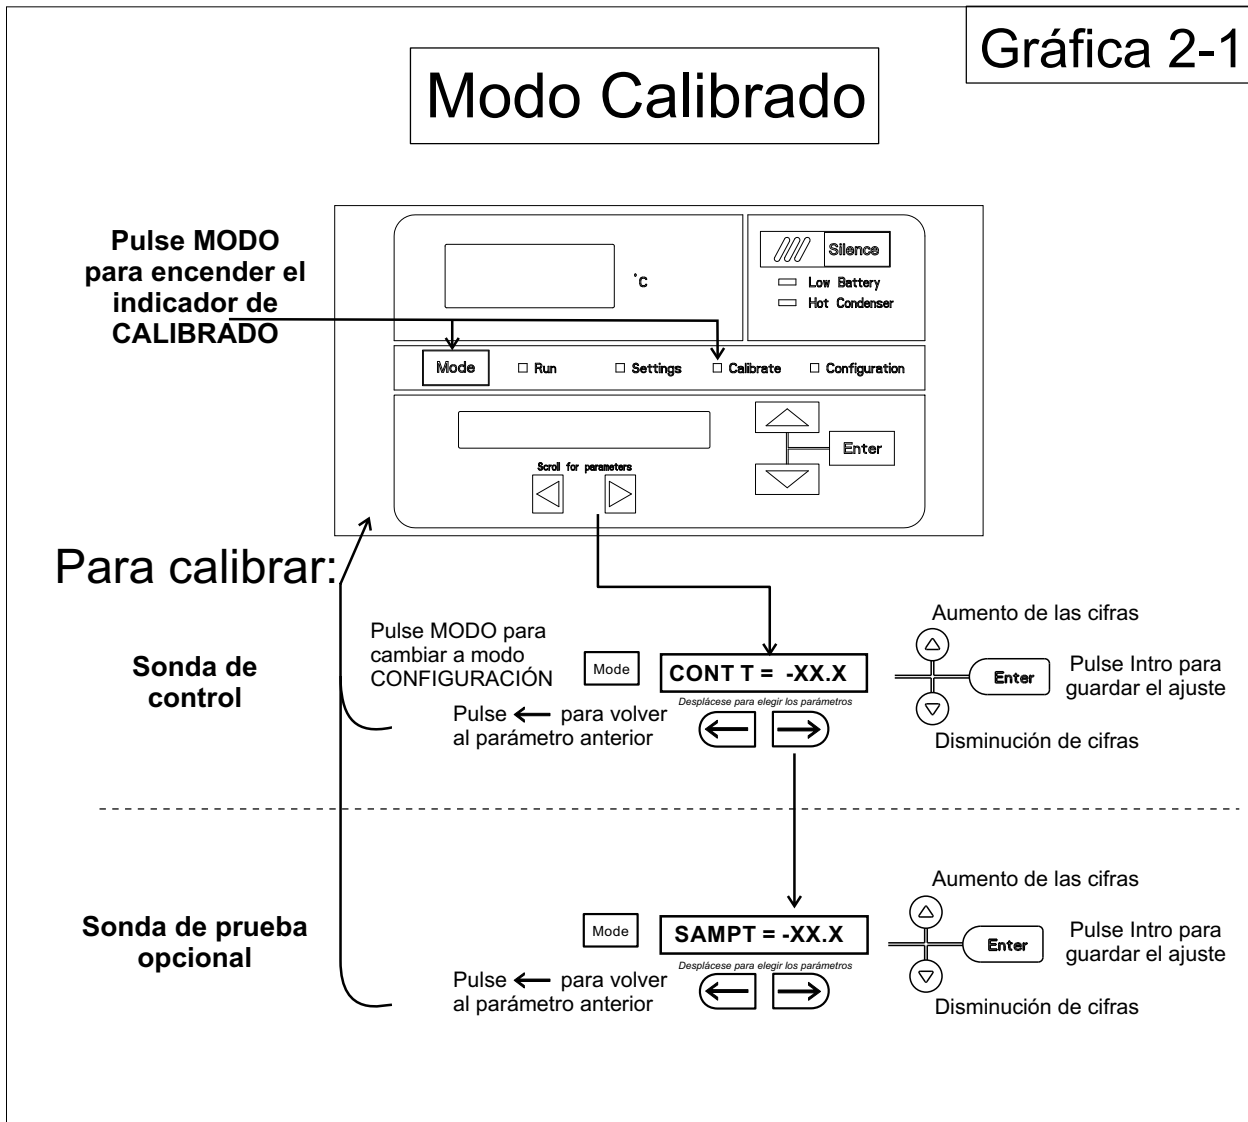 Gráfica 2-1
Modo Calibrado
Pulse MODO
para encender el
indicador de
CALIBRADO
°C
Silence
Low Battery
Hot Condenser
Mode
Run
Settings
Calibrate
Configuration
Scroll for parameters
Enter
Para calibrar:
Sonda de
control
Pulse MODO para
cambiar a modo
CONFIGURACIÓN
Mode
CONT T = -XX.X
Desplácese para elegir los parámetros
Pulse ← para volver
al parámetro anterior
Aumento de las cifras
Enter
Pulse Intro para
guardar el ajuste
Disminución de cifras
Sonda de prueba
opcional
Mode
SAMPT = -XX.X
Desplácese para elegir los parámetros
Pulse ← para volver
al parámetro anterior
Aumento de las cifras
Enter
Pulse Intro para
guardar el ajuste
Disminución de cifras